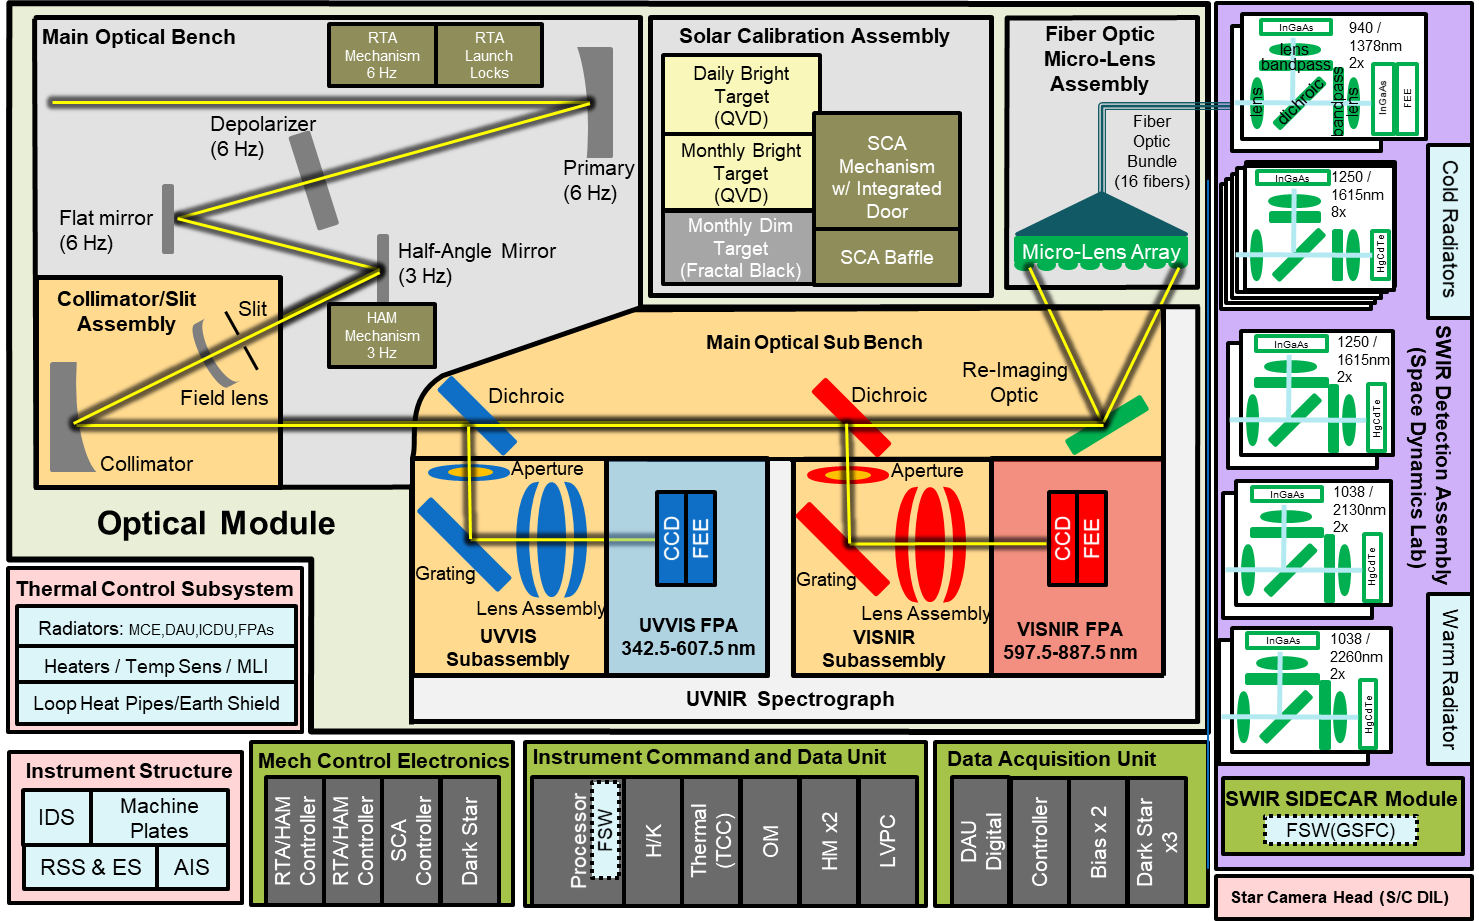 Main Optical Bench
RTA
Mechanism
6 Hz
RTA
Launch
Locks
Depolarizer
(6 Hz)
Primary
(6 Hz)
Flat mirror
(6 Hz)
Half-Angle Mirror
(3 Hz)
HAM
Mechanism
3 Hz
Collimator/Slit
Assembly
Slit
Field lens
Collimator
Optical Module
Solar Calibration Assembly
Daily Bright
Target
(QVD)
Monthly Bright
Target
(QVD)
Monthly Dim
Target
(Fractal Black)
SCA
Mechanism
w/ Integrated
Door
SCA Baffle
Fiber Optic
Micro-Lens
Assembly
Fiber
Optic
Bundle
(16 fibers)
Micro-Lens Array
Main Optical Sub Bench
Dichroic
Dichroic
Re-Imaging
Optic
Aperture
Grating
Lens Assembly
UVVIS
Subassembly
CCD
FEE
UVVIS FPA
342.5-607.5 nm
Aperture
Grating
Lens Assembly
VISNIR
Subassembly
CCD
FEE
VISNIR FPA
597.5-887.5 nm
UVNIR Spectrograph
InGaAs
940 /
1378nm
2x
lens
bandpass
lens
dichroic
bandpass
lens
InGaAs
FEE
InGaAs
1250 /
1615nm
8x
HgCdTe
InGaAs
1250 /
1615nm
2x
HgCdTe
InGaAs
1038 /
2130nm
2x
HgCdTe
InGaAs
1038 /
2260nm
2x
HgCdTe
Cold Radiators
SWIR Detection Assembly
(Space Dynamics Lab)
Warm Radiator
SWIR SIDECAR Module
FSW(GSFC)
Star Camera Head (S/C DIL)
Thermal Control Subsystem
Radiators: MCE,DAU,ICDU,FPAs
Heaters / Temp Sens / MLI
Loop Heat Pipes/Earth Shield
Instrument Structure
IDS
Machine
Plates
RSS & ES
AIS
Mech Control Electronics
RTA/HAM
Controller
RTA/HAM
Controller
SCA
Controller
Dark Star
Instrument Command and Data Unit
Processor
FSW
H/K
Thermal
(TCC)
OM
HM x2
LVPC
Data Acquisition Unit
DAU
Digital
Controller
Bias x 2
Dark Star
x3